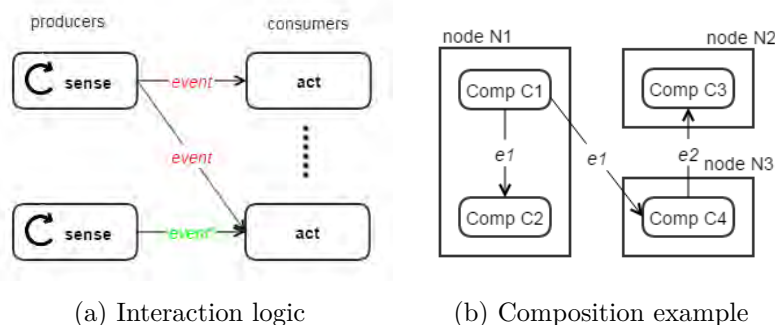 producers
consumers
sense
event
act
event
sense
event
act
node N1
node N2
Comp C1
Comp C3
e1
e1
e2
node N3
Comp C2
Comp C4
(a) Interaction logic
(b) Composition example